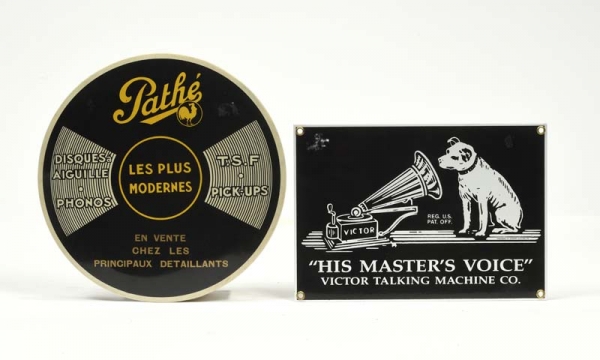 Pathé
DISQUES-
AIGUILLE
PHONOS
LES PLUS
MODERNES
T.S.F
PICK-UPS
EN VENTE
CHEZ LES
PRINCIPAUX DETAILLANTS
VICTOR
REG. U.S.
PAT. OFF.
"HIS MASTER'S VOICE"
VICTOR TALKING MACHINE CO.